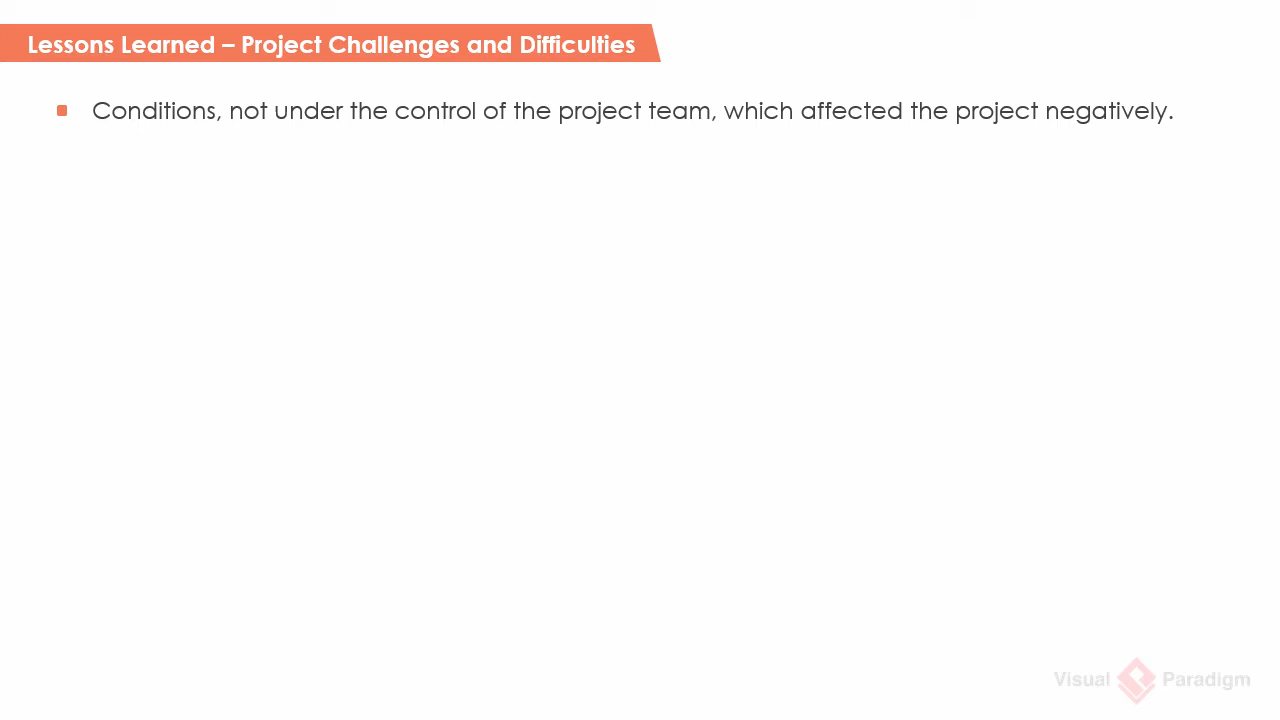 Lessons Learned – Project Challenges and Difficulties
Conditions, not under the control of the project team, which affected the project negatively.
Visual Paradigm